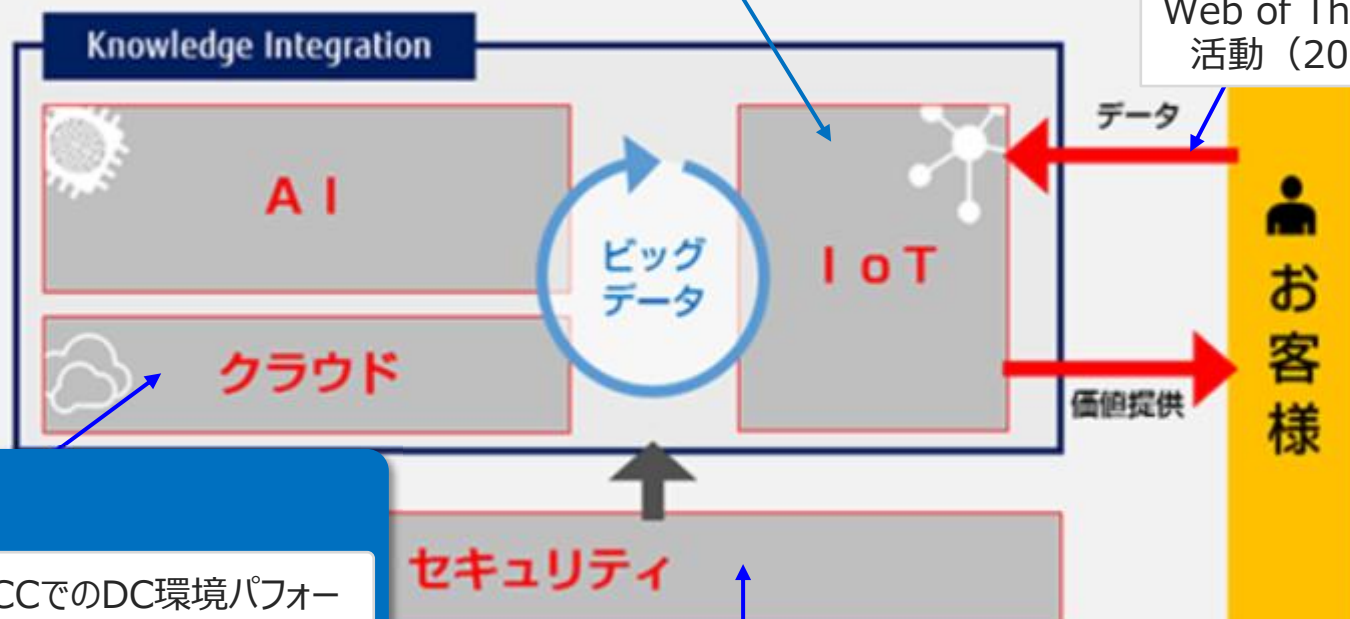 Web of Th
活動（20
Knowledge Integration
データ
ＡＩ
ビッグ
データ
ＩｏＴ
お客様
クラウド
価値提供
セキュリティ
CCでのDC環境パフォー